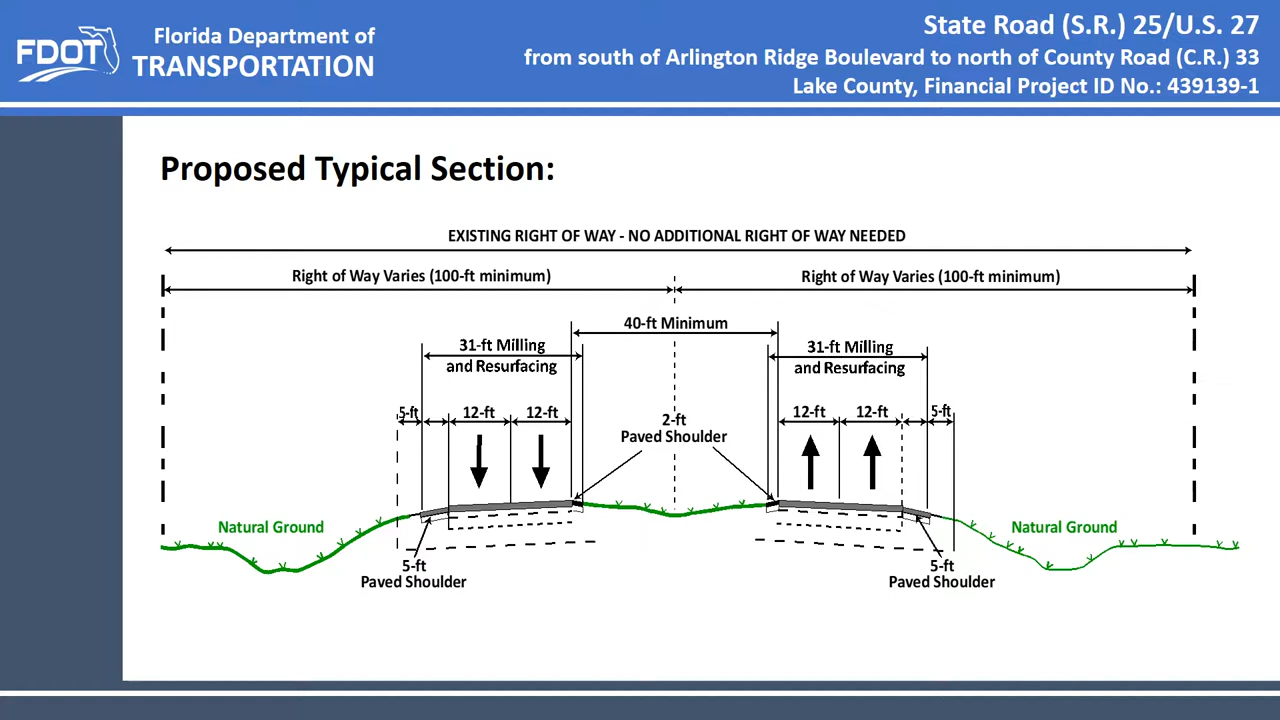 FDOT
Florida Department of
TRANSPORTATION
State Road (S.R.) 25/U.S. 27
from south of Arlington Ridge Boulevard to north of County Road (C.R.) 33
Lake County, Financial Project ID No.: 439139-1
Proposed Typical Section:
EXISTING RIGHT OF WAY - NO ADDITIONAL RIGHT OF WAY NEEDED
Right of Way Varies (100-ft minimum)
Right of Way Varies (100-ft minimum)
40-ft Minimum
31-ft Milling
and Resurfacing
31-ft Milling
and Resurfacing
5-ft
12-ft
12-ft
2-ft
Paved Shoulder
12-ft
12-ft
5-ft
Natural Ground
Natural Ground
5-ft
Paved Shoulder
5-ft
Paved Shoulder